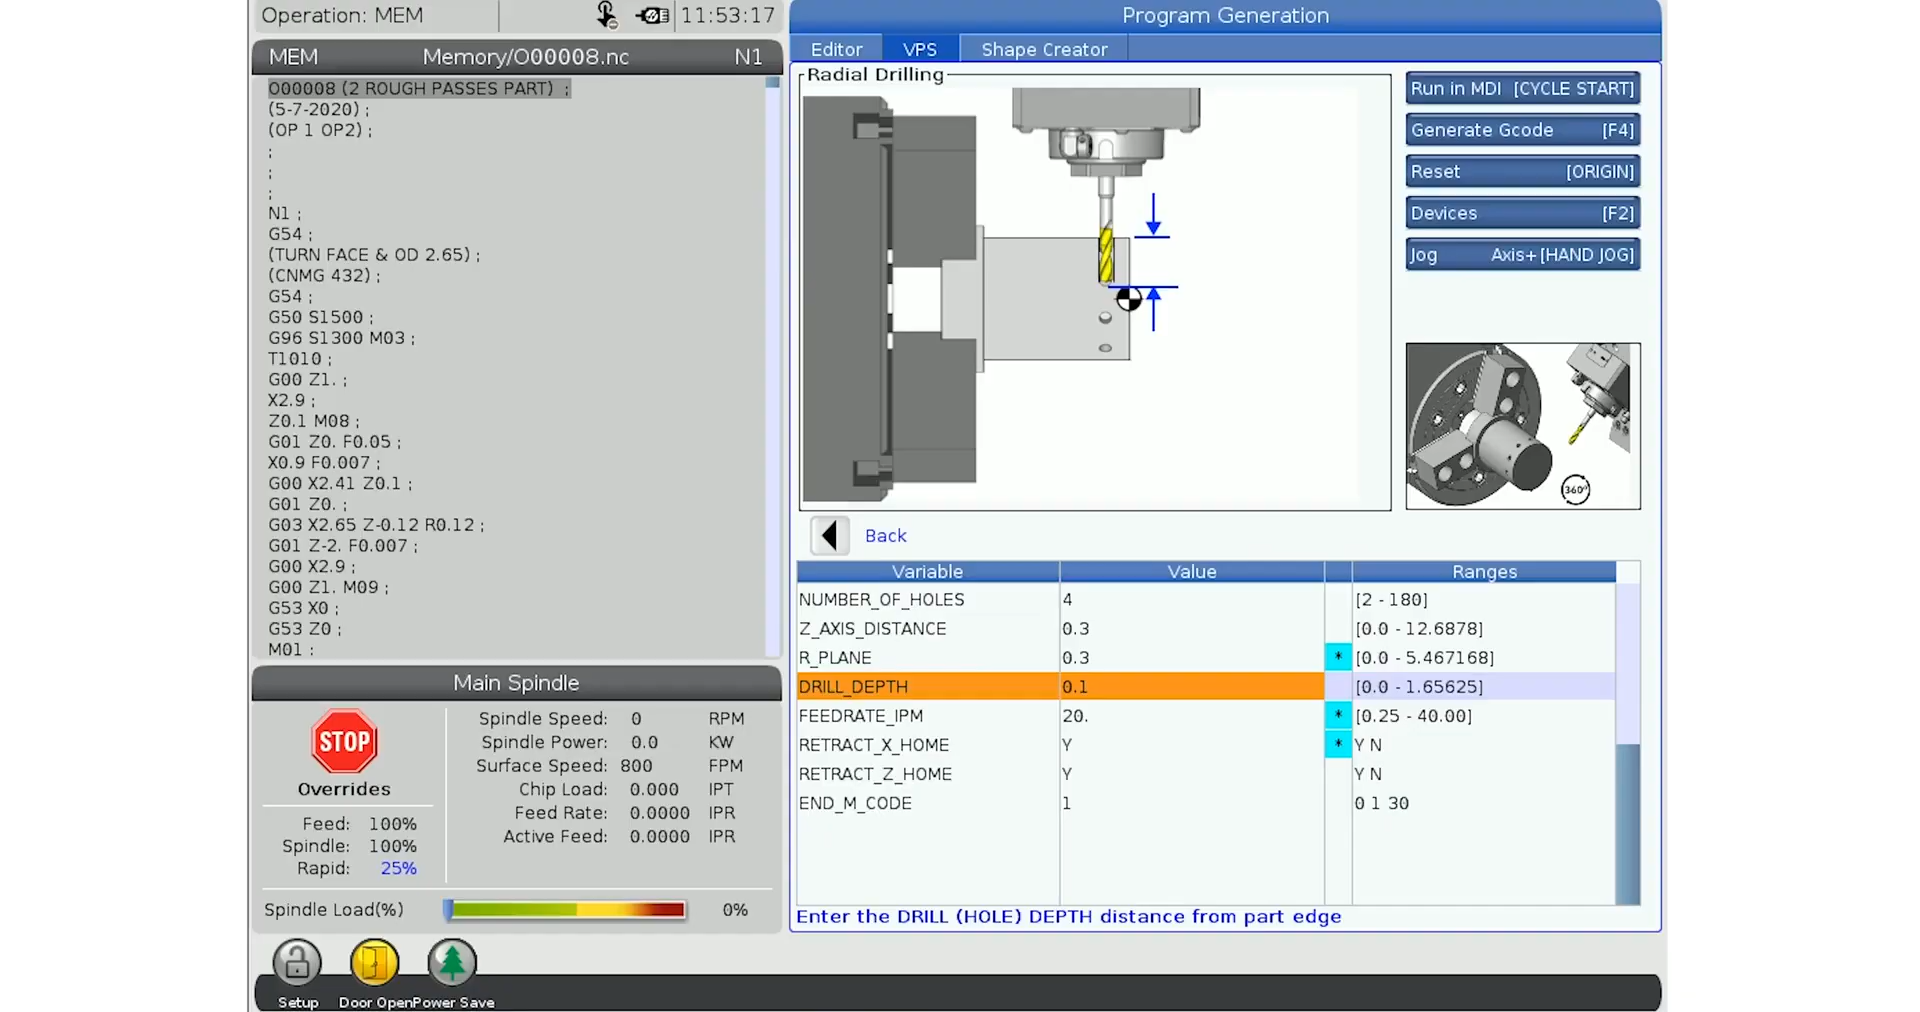 Operation: MEM
11:53:17
MEM Memory/O00008.nc N1
O00008 (2 ROUGH PASSES PART) ;
(5-7-2020) ;
(OP 1 OP2) ;
;
;
;
N1 ;
G54 ;
(TURN FACE & OD 2.65) ;
(CNMG 432) ;
G54 ;
G50 S1500 ;
G96 S1300 M03 ;
T1010 ;
G00 Z1. ;
X2.9 ;
Z0.1 M08 ;
G01 Z0. F0.05 ;
X0.9 F0.007 ;
G00 X2.41 Z0.1 ;
G01 Z0. ;
G03 X2.65 Z-0.12 R0.12 ;
G01 Z-2. F0.007 ;
G00 X2.9 ;
G00 Z1. M09 ;
G53 X0 ;
G53 Z0 ;
M01 ;
Main Spindle
STOP
Overrides
Feed: 100%
Spindle: 100%
Rapid: 25%
Spindle Speed: 0 RPM
Spindle Power: 0.0 KW
Surface Speed: 800 FPM
Chip Load: 0.000 IPT
Feed Rate: 0.0000 IPR
Active Feed: 0.0000 IPR
Spindle Load(%) 0%
Setup Door Open Power Save
Program Generation
Editor VPS Shape Creator
Radial Drilling
Run in MDI [CYCLE START]
Generate Gcode [F4]
Reset [ORIGIN]
Devices [F2]
Jog Axis+[HAND JOG]
360°
Back
Variable Value Ranges
NUMBER_OF_HOLES 4 [2 - 180]
Z_AXIS_DISTANCE 0.3 [0.0 - 12.6878]
R_PLANE 0.3 * [0.0 - 5.467168]
DRILL_DEPTH 0.1 [0.0 - 1.65625]
FEEDRATE_IPM 20. * [0.25 - 40.00]
RETRACT_X_HOME Y * Y N
RETRACT_Z_HOME Y Y N
END_M_CODE 1 0 1 30
Enter the DRILL (HOLE) DEPTH distance from part edge